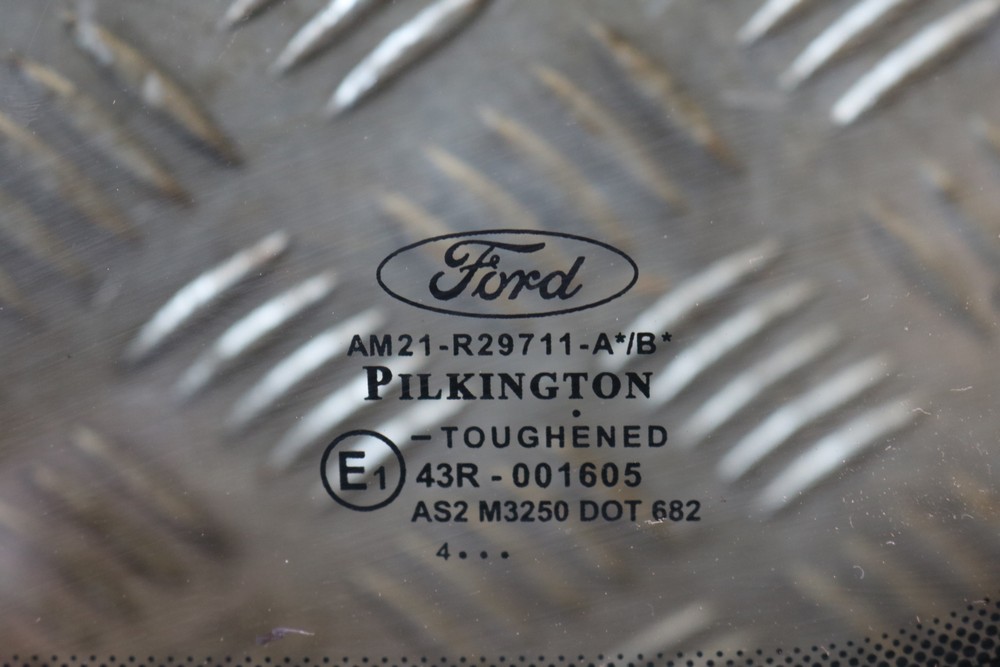 Ford
AM21-R29711-A*/B*
PILKINGTON
– TOUGHENED
E1 43R - 001605
AS2 M3250 DOT 682
4•••